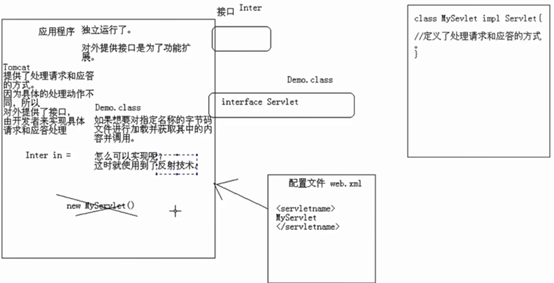 接口 Inter
应用程序
独立运行了。
对外提供接口是为了功能扩
展。
Tomcat
提供了处理请求和应答
的方式。
因为具体的处理动作不
同，所以
对外提供了接口，
由开发者来实现具体
请求和应答处理
Demo.class
如果想要对指定名称的字节码
文件进行加载并获取其中的内
容并调用。
Inter in =
怎么可以实现呢？
这时就使用到了反射技术。
new MyServlet()
Demo.class
interface Servlet
配置文件 web.xml
<servletname>
MyServlet
</servletname>
class MySevlet impl Servlet{
//定义了处理请求和应答的方式
。
}